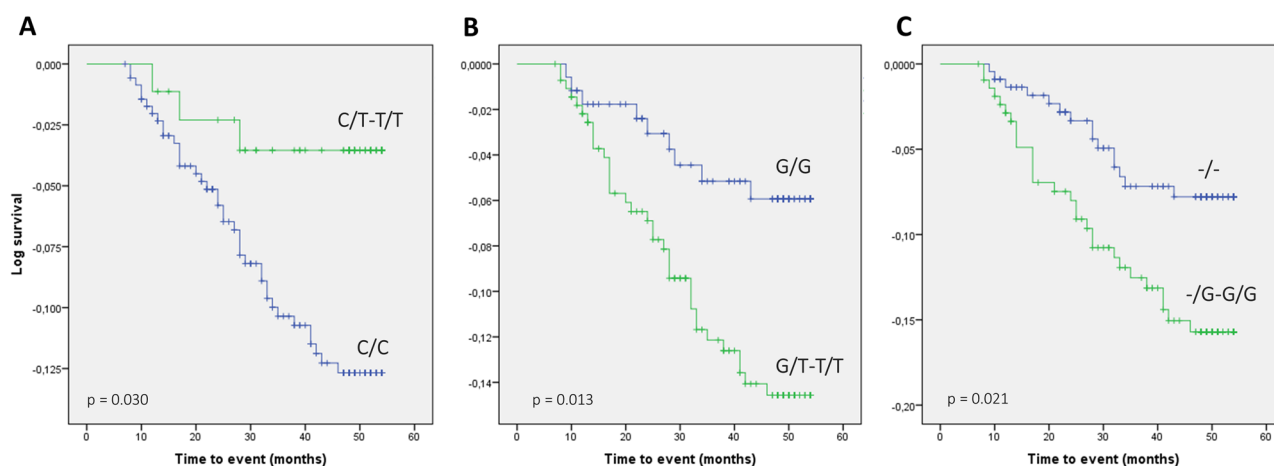 A
B
C
Log survival
0,000
-0,025
-0,050
-0,075
-0,100
-0,125
C/T-T/T
C/C
p = 0.030
0 10 20 30 40 50 60
Time to event (months)
0,000
-0,02
-0,04
-0,06
-0,08
-0,10
-0,12
-0,14
G/G
G/T-T/T
p = 0.013
0 10 20 30 40 50 60
Time to event (months)
0,0000
-0,05
-0,10
-0,15
-0,20
-/-
-/G-G/G
p = 0.021
0 10 20 30 40 50 60
Time to event (months)